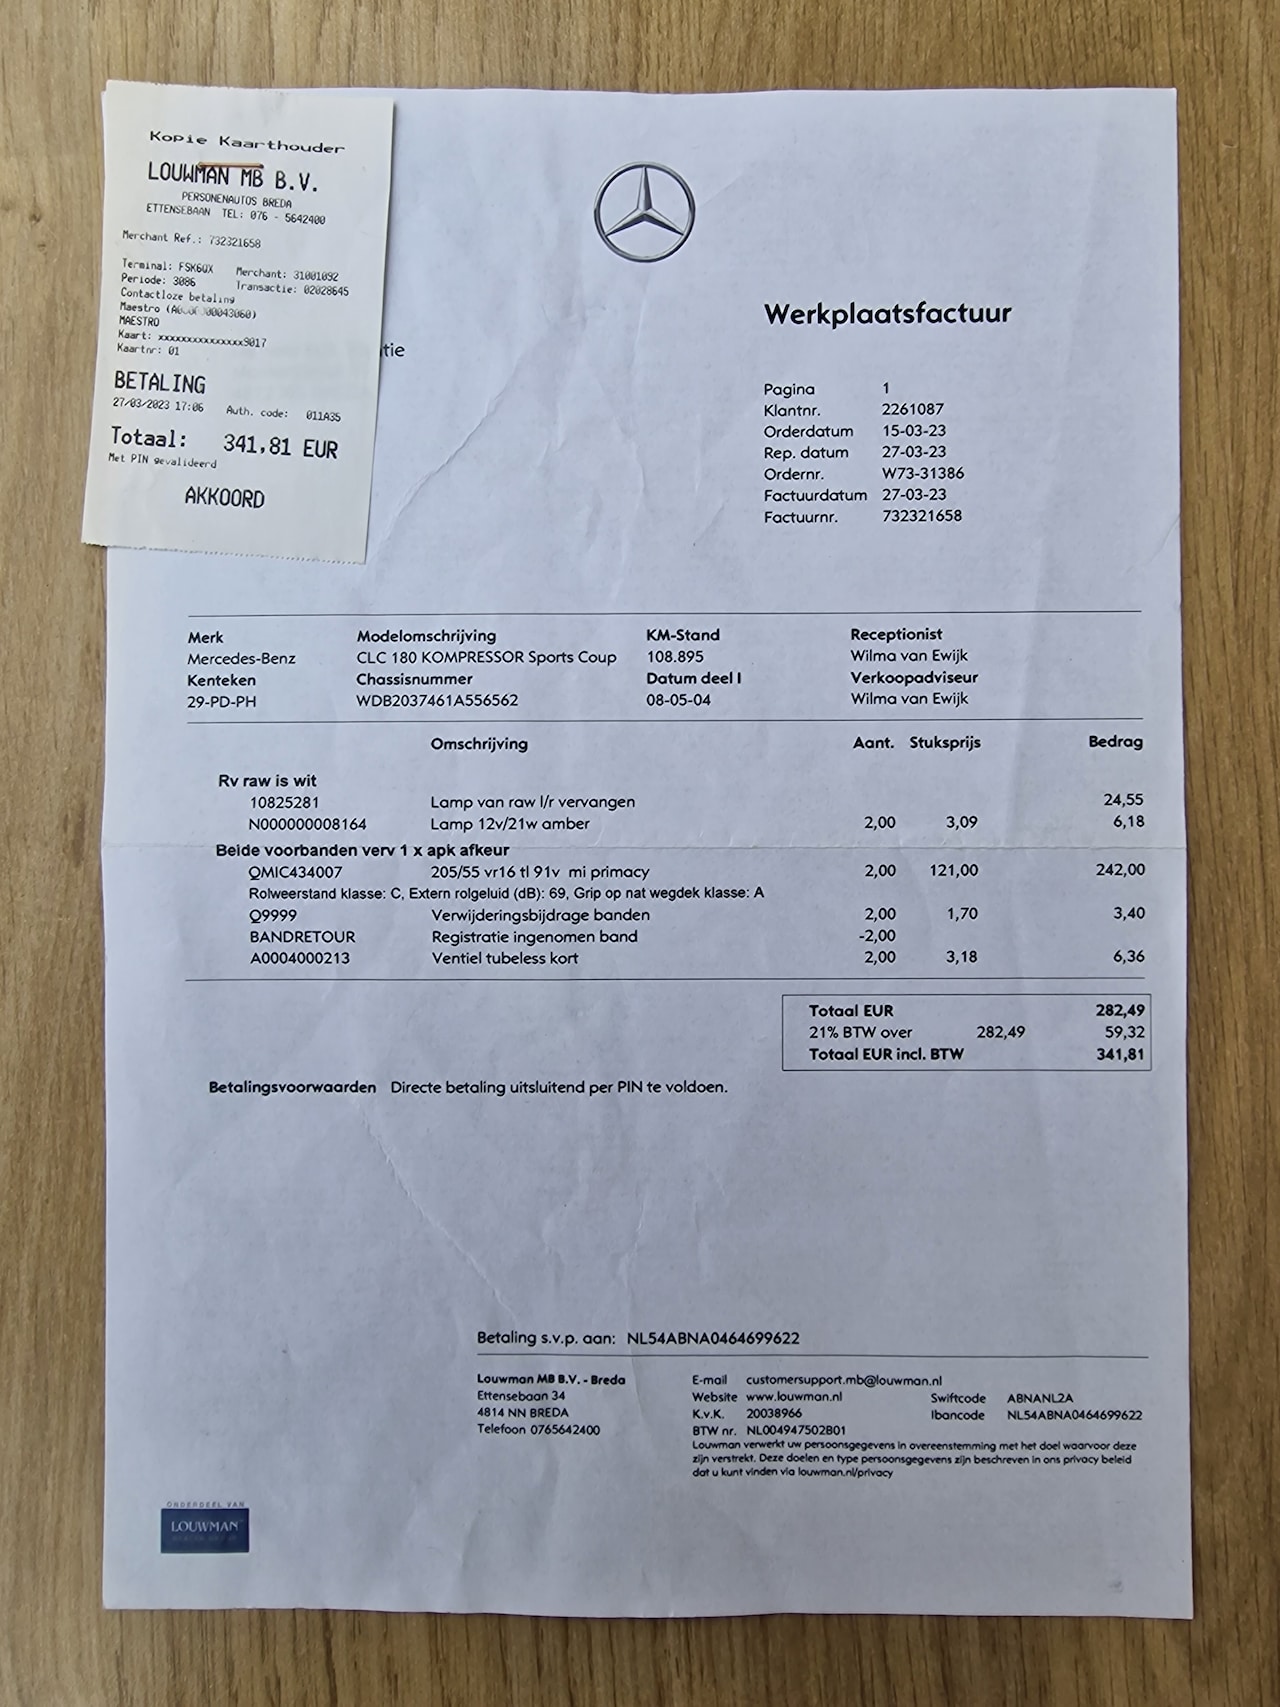 Kopie Kaarthouder
LOUWMAN MB B.V.
PERSONENAUTOS BREDA
ETTENSEBAAN TEL: 076 - 5642400
Merchant Ref.: 732321658
Terminal: FSK6QX Merchant: 31001092
Periode: 3086 Transactie: 02028645
Contactloze betaling
Maestro
MAESTRO
Kaart: xxxxxxxxxxxxxxx9017
Kaartnr: 01
BETALING
27/03/2023 17:06 Auth. code: 011A35
Totaal: 341,81 EUR
Met PIN gevalideerd
AKKOORD
tie
Werkplaatsfactuur
Pagina 1
Klantnr. 2261087
Orderdatum 15-03-23
Rep. datum 27-03-23
Ordernr. W73-31386
Factuurdatum 27-03-23
Factuurnr. 732321658
Merk Modelomschrijving KM-Stand Receptionist
Mercedes-Benz CLC 180 KOMPRESSOR Sports Coup 108.895 Wilma van Ewijk
Kenteken Chassisnummer Datum deel I Verkoopadviseur
29-PD-PH WDB2037461A556562 08-05-04 Wilma van Ewijk
Omschrijving Aant. Stuksprijs Bedrag
Rv raw is wit
10825281 Lamp van raw l/r vervangen 24,55
N000000008164 Lamp 12v/21w amber 2,00 3,09 6,18
Beide voorbanden verv 1 x apk afkeur
QMIC434007 205/55 vr16 tl 91v mi primacy 2,00 121,00 242,00
Rolweerstand klasse: C, Extern rolgeluid (dB): 69, Grip op nat wegdek klasse: A
Q9999 Verwijderingsbijdrage banden 2,00 1,70 3,40
BANDRETOUR Registratie ingenomen band -2,00
A0004000213 Ventiel tubeless kort 2,00 3,18 6,36
Totaal EUR 282,49
21% BTW over 282,49 59,32
Totaal EUR incl. BTW 341,81
Betalingsvoorwaarden Directe betaling uitsluitend per PIN te voldoen.
Betaling s.v.p. aan: NL54ABNA0464699622
Louwman MB B.V. - Breda
Ettensebaan 34
4814 NN BREDA
Telefoon 0765642400
E-mail customersupport.mb@louwman.nl
Website www.louwman.nl Swiftcode ABNANL2A
K.v.K. 20038966 Ibancode NL54ABNA0464699622
BTW nr. NL004947502B01
Louwman verwerkt uw persoonsgegevens in overeenstemming met het doel waarvoor deze
zijn verstrekt. Deze doelen en type persoonsgegevens zijn beschreven in ons privacy beleid
dat u kunt vinden via louwman.nl/privacy
ONDERDEEL VAN
LOUWMAN